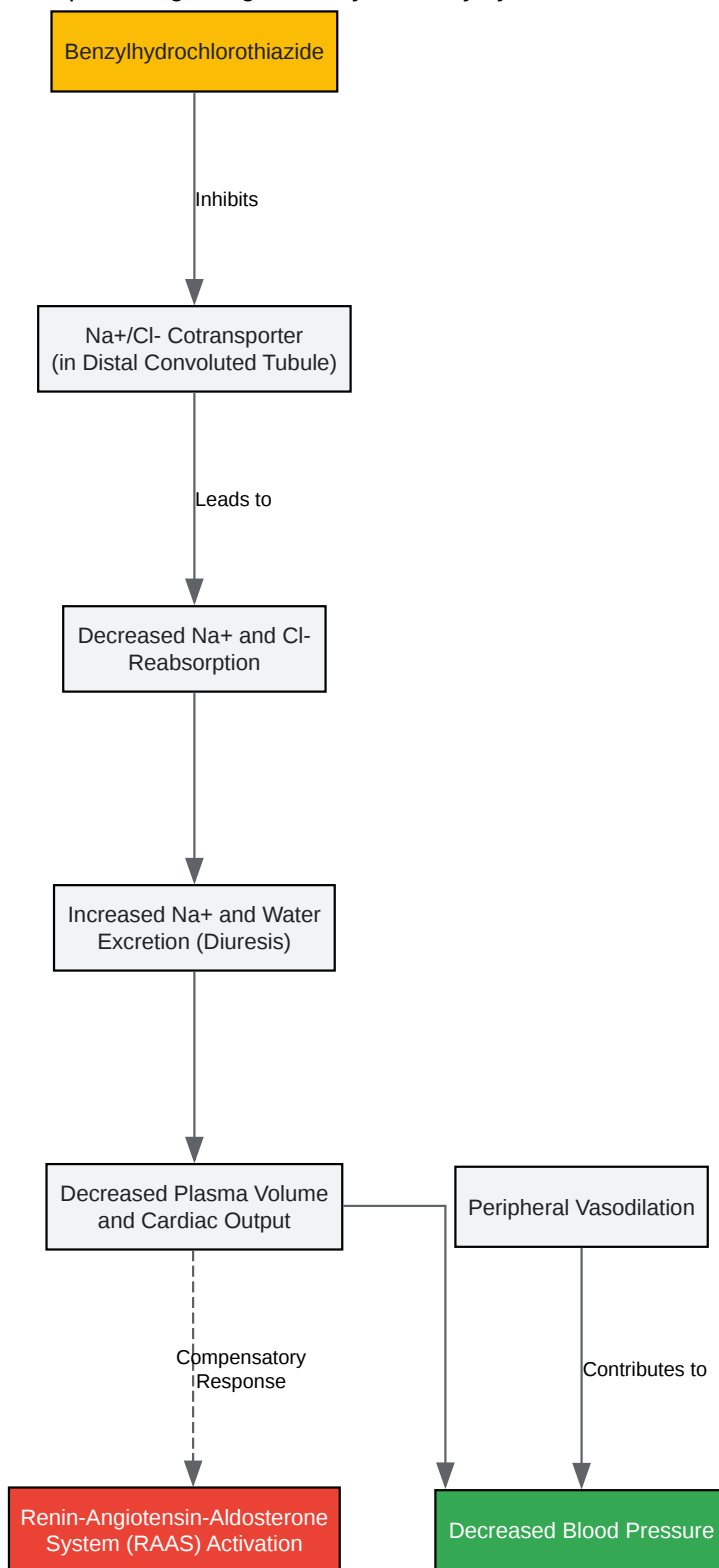 Benzylhydrochlorothiazide
Inhibits
Na+/Cl- Cotransporter
(in Distal Convoluted Tubule)
Leads to
Decreased Na+ and Cl-
Reabsorption
Increased Na+ and Water
Excretion (Diuresis)
Decreased Plasma Volume
and Cardiac Output
Peripheral Vasodilation
Compensatory
Response
Contributes to
Renin-Angiotensin-Aldosterone
System (RAAS) Activation
Decreased Blood Pressure